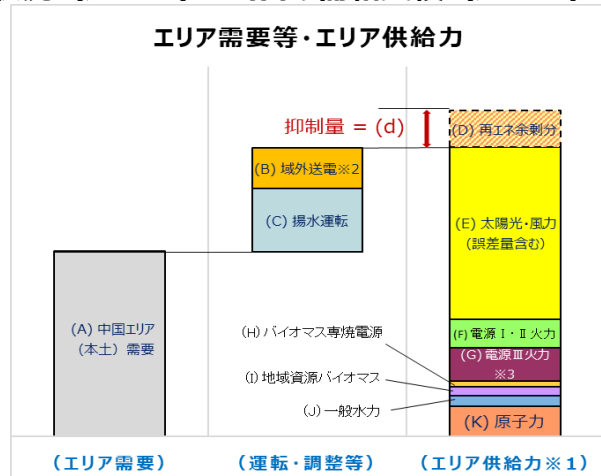 エリア需要等・エリア供給力
抑制量 = (d)
(D) 再エネ余剰分
(B) 域外送電※2
(C) 揚水運転
(E) 太陽光・風力
(誤差量含む)
(A) 中国エリア
(本土) 需要
(H) バイオマス専焼電源
(F) 電源Ⅰ・Ⅱ火力
(G) 電源Ⅲ火力
※3
(I) 地域資源バイオマス
(J) 一般水力
(K) 原子力
(エリア需要)
(運転・調整等)
(エリア供給力※1)